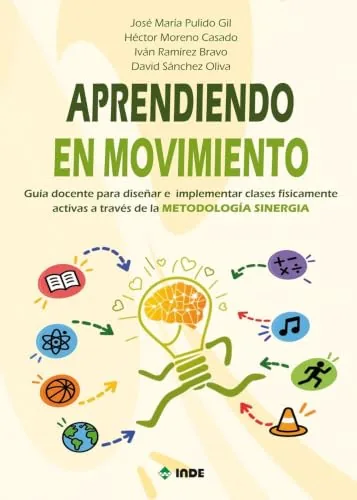 José María Pulido Gil
Héctor Moreno Casado
Iván Ramírez Bravo
David Sánchez Oliva
APRENDIENDO
EN MOVIMIENTO
Guia docente para diseñar e implementar clases físicamente
activas a través de la METODOLOGÍA SINERGIA
INDE